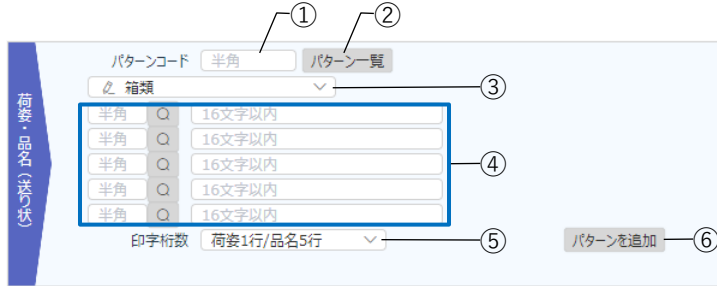 ① ②
パターンコード 半角 パターン一覧
箱類 ③
荷姿・品名(送り状)
半角 16文字以内
半角 16文字以内
半角 16文字以内 ④
半角 16文字以内
半角 16文字以内
印字桁数 荷姿1行/品名5行 ⑤ パターンを追加 ⑥